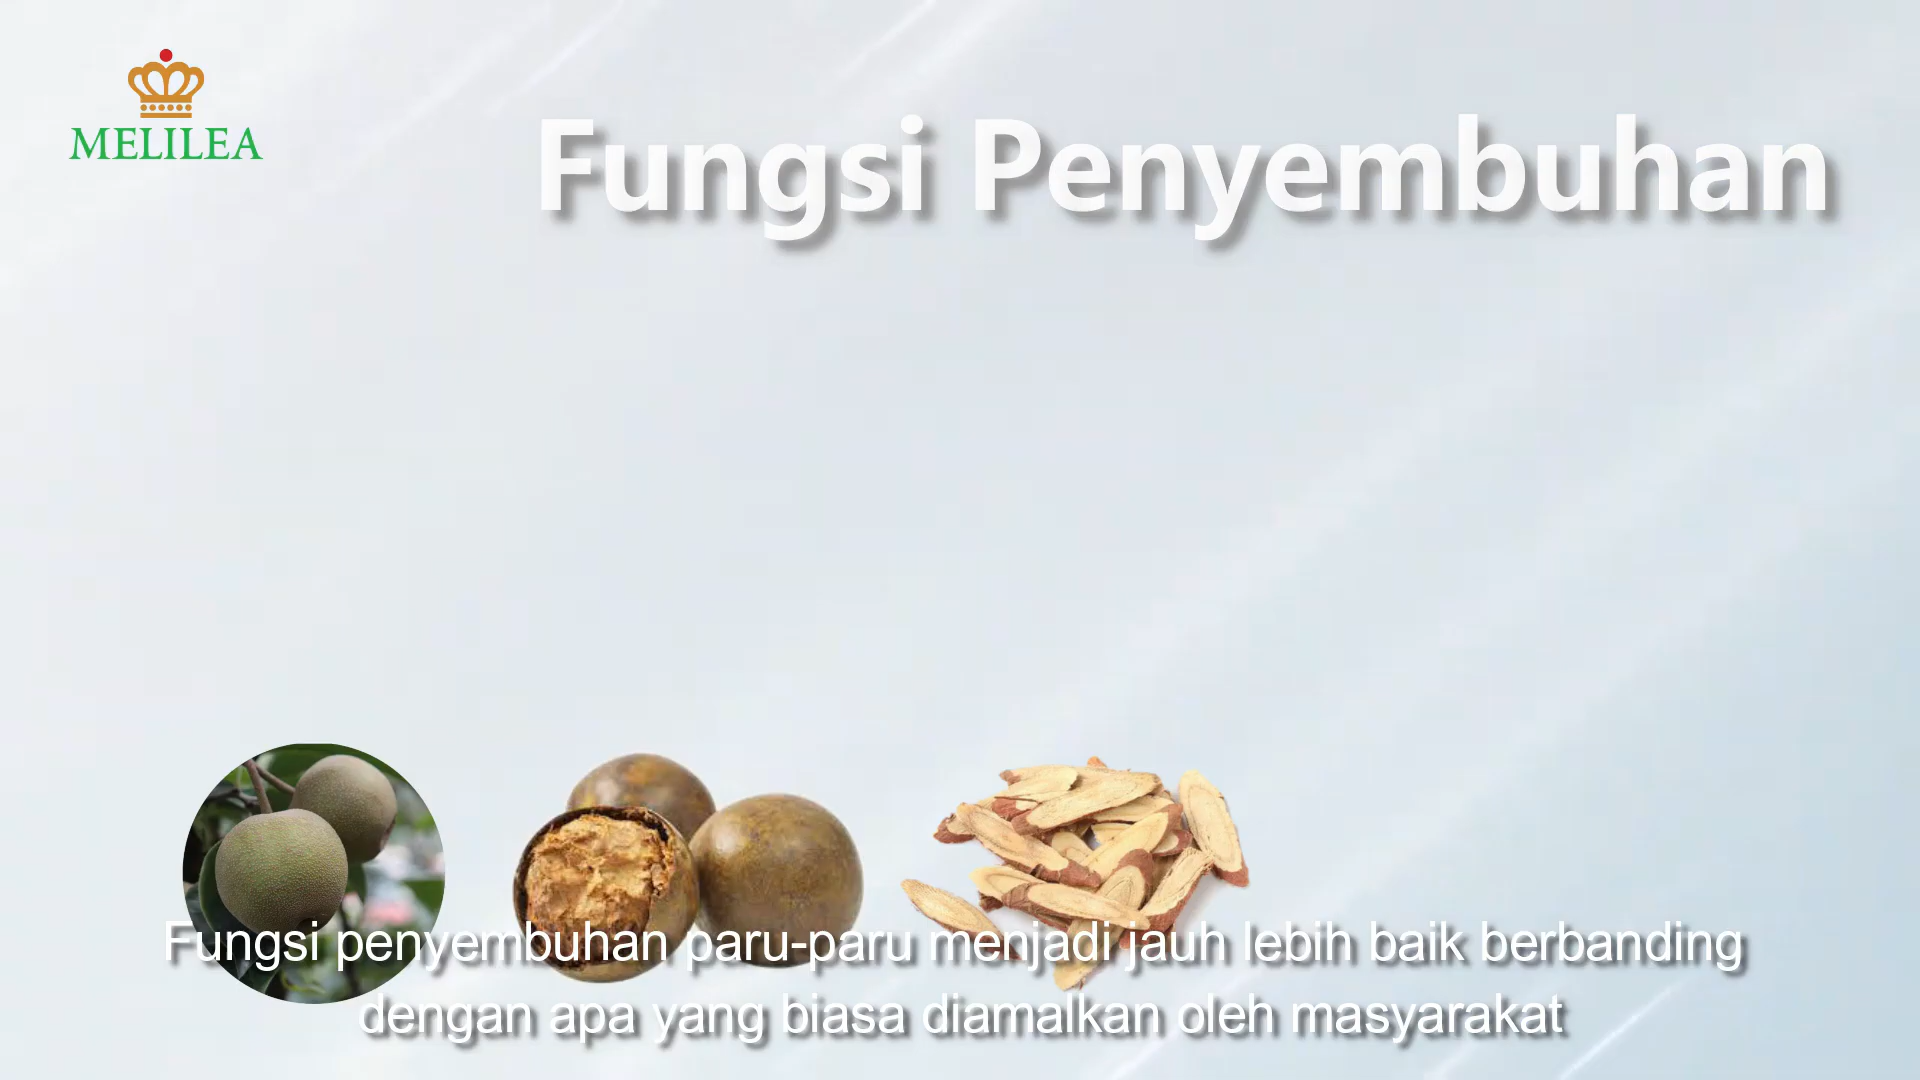 MELILEA
Fungsi Penyembuhan
Fungsi penyembuhan paru-paru menjadi jauh lebih baik berbanding
dengan apa yang biasa diamalkan oleh masyarakat